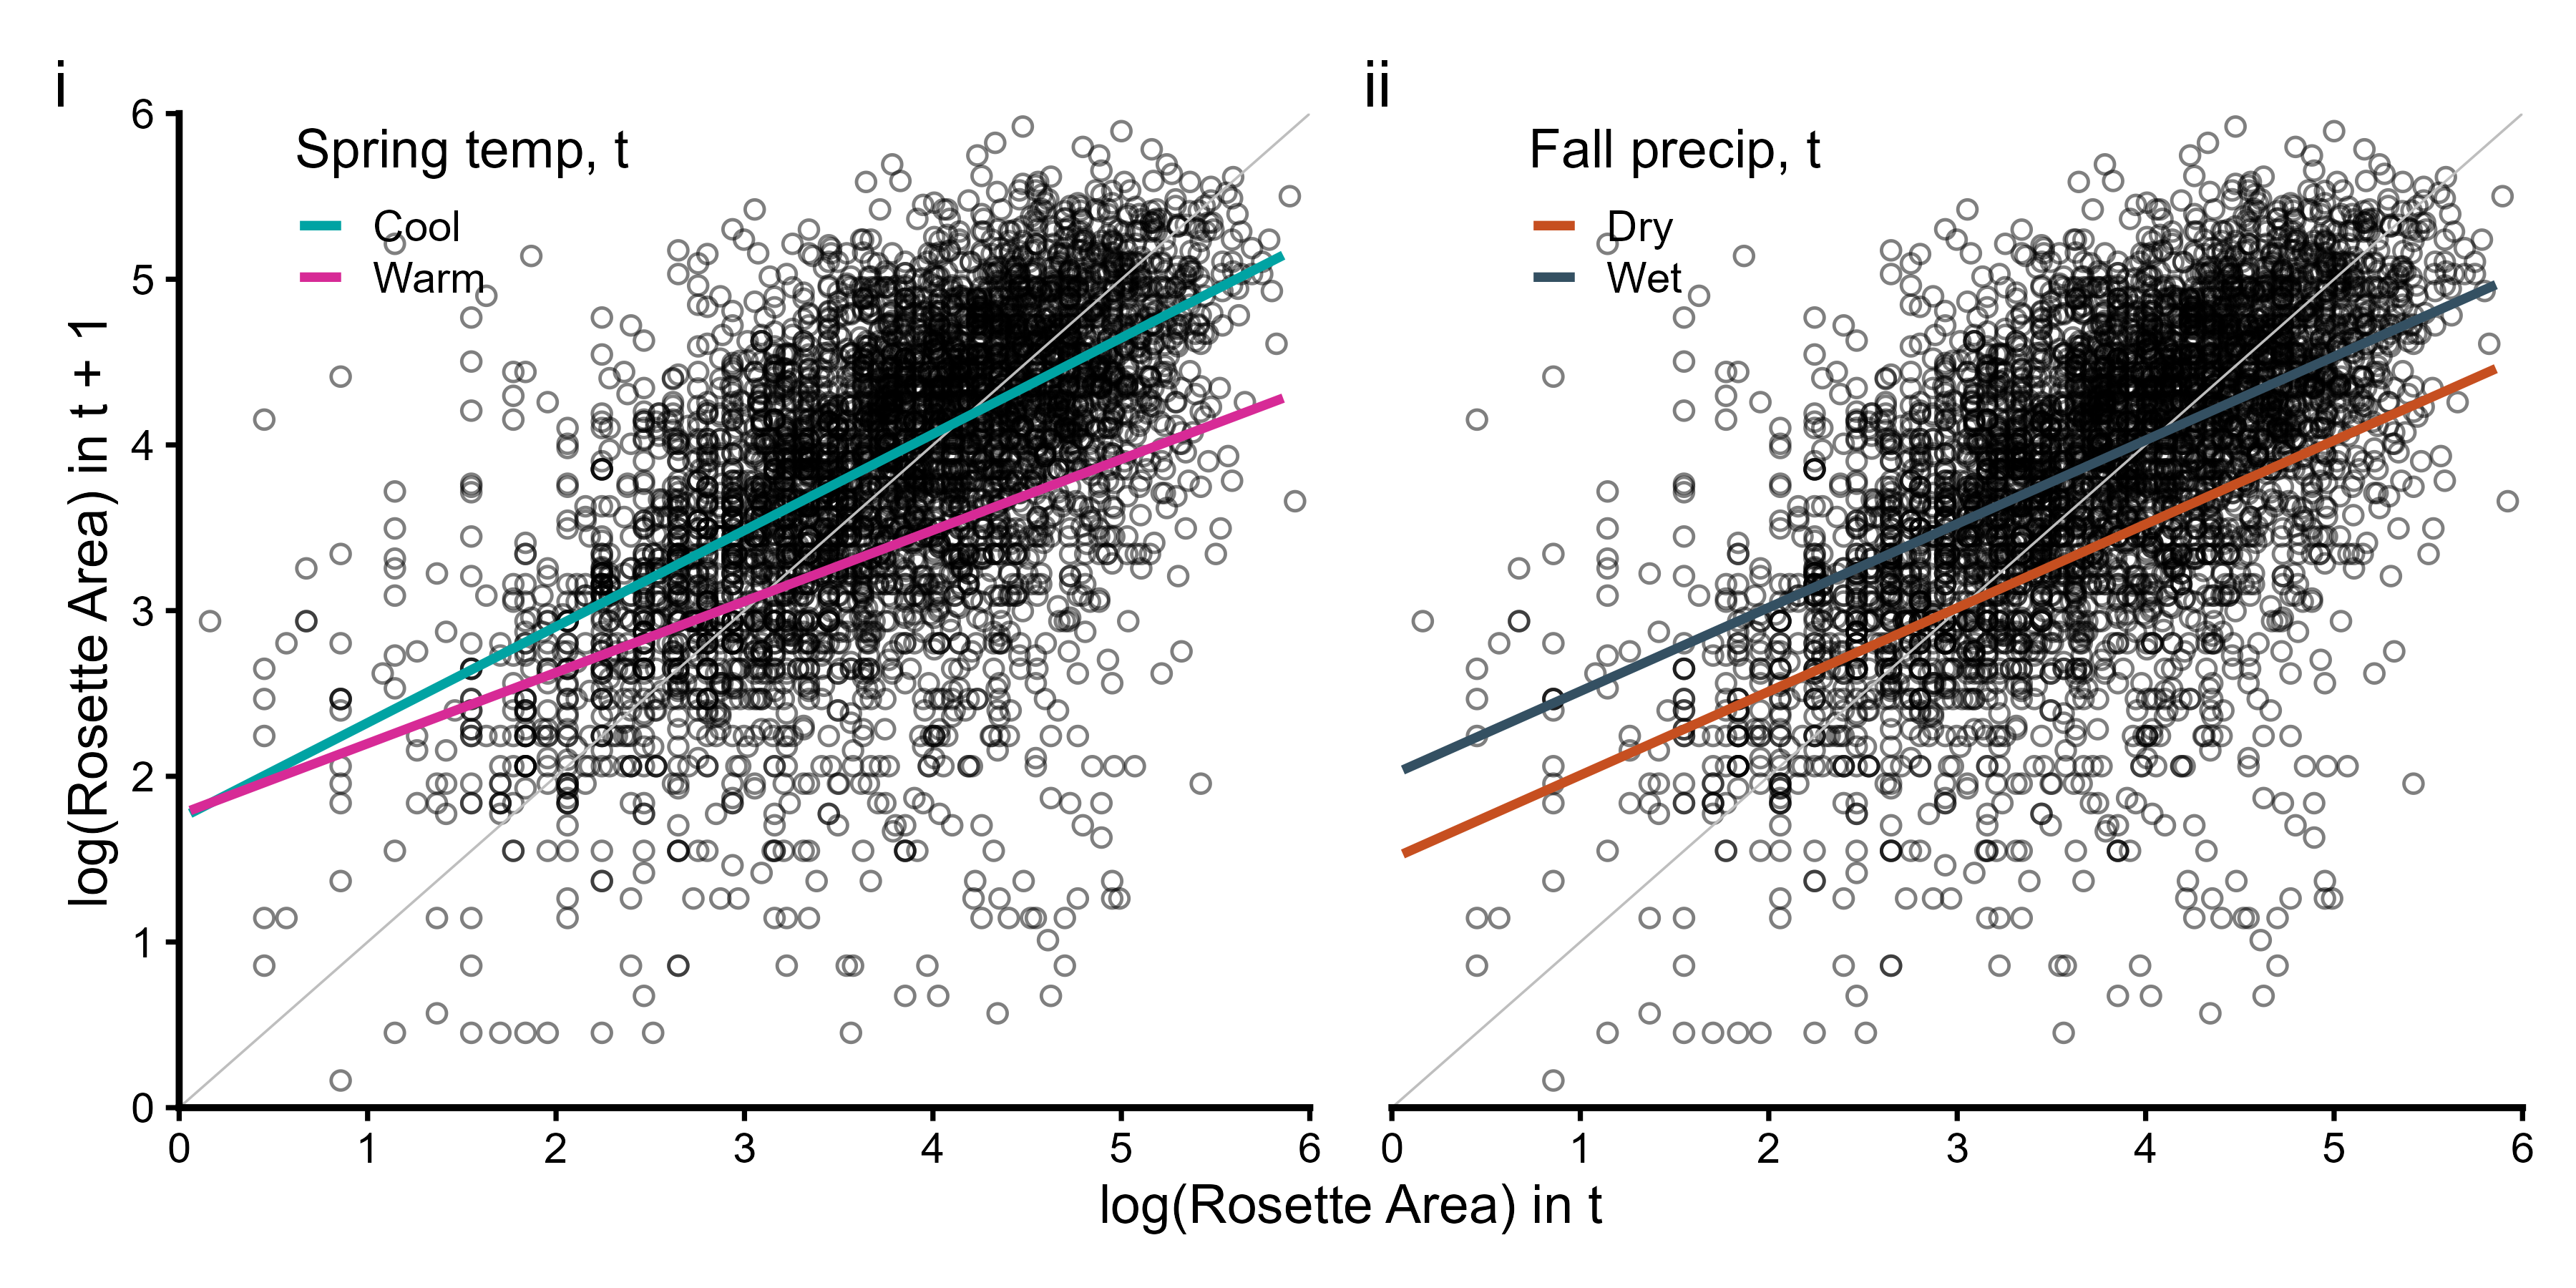 i
Spring temp, t
Cool
Warm
log(Rosette Area) in t + 1
6
5
4
3
2
1
0
0 1 2 3 4 5 6
ii
Fall precip, t
Dry
Wet
0 1 2 3 4 5 6
log(Rosette Area) in t